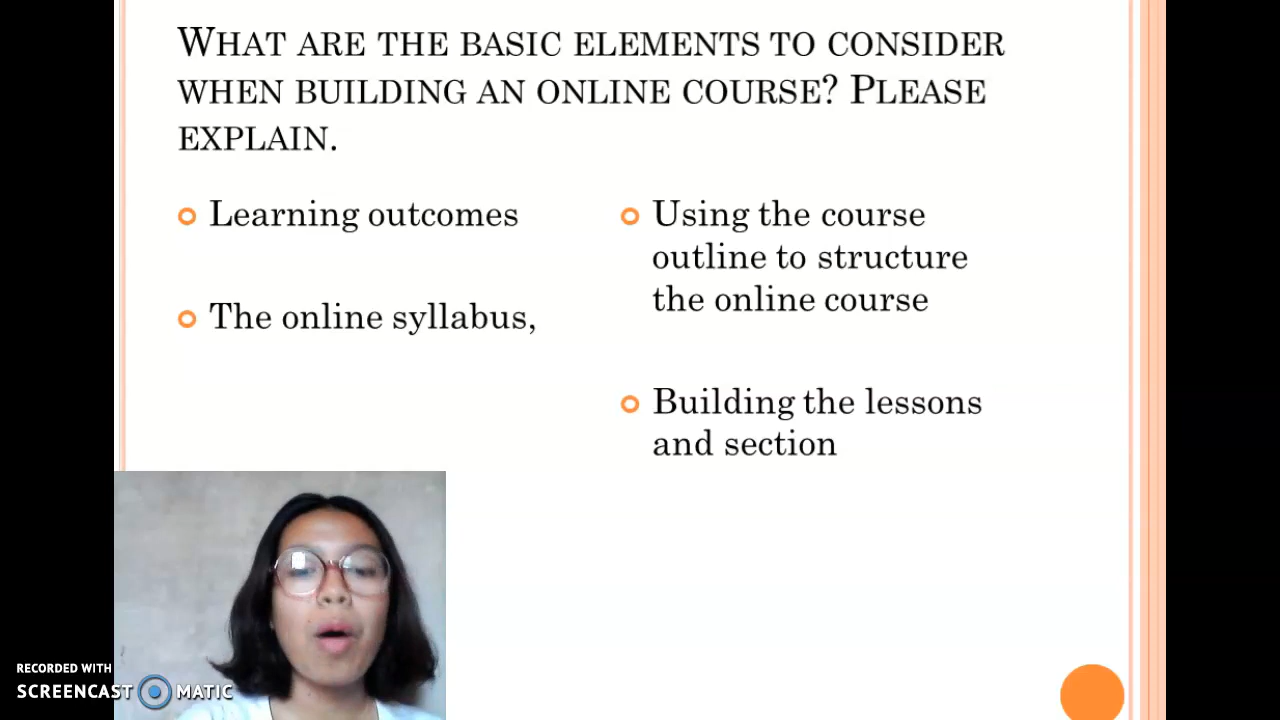 WHAT ARE THE BASIC ELEMENTS TO CONSIDER
WHEN BUILDING AN ONLINE COURSE? PLEASE
EXPLAIN.
Learning outcomes
The online syllabus,
Using the course
outline to structure
the online course
Building the lessons
and section
RECORDED WITH
SCREENCAST MATIC